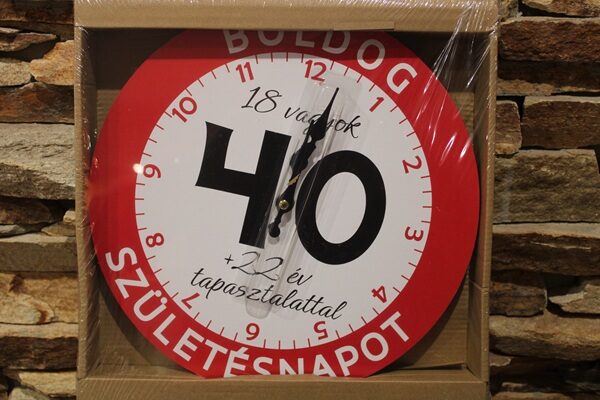 BOLDOG
12
1
2
3
4
5
6
7
8
9
10
11
18 vagyok
40
+22 év
tapasztalattal
SZÜLETÉSNAPOT